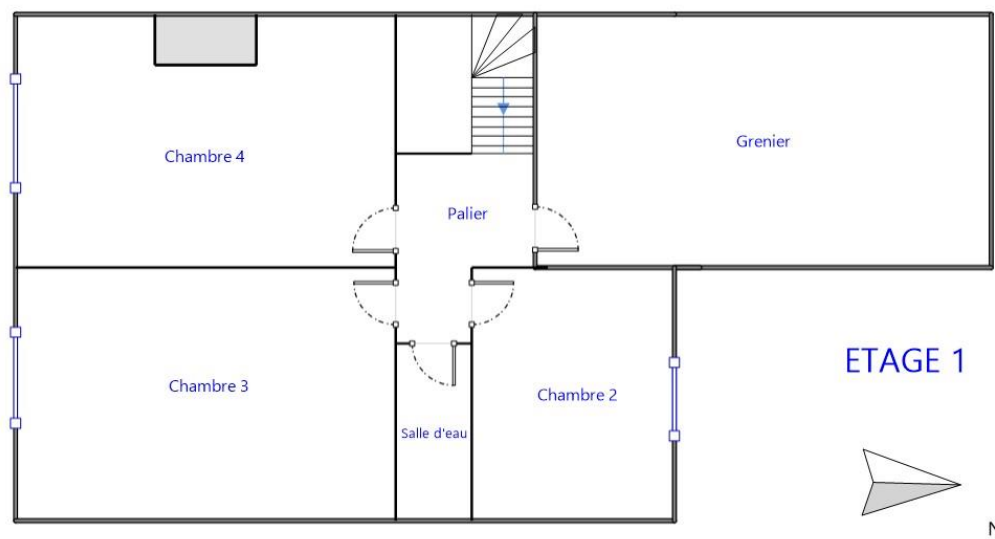 Chambre 4
Grenier
Palier
ETAGE 1
Chambre 3
Chambre 2
Salle d'eau
N